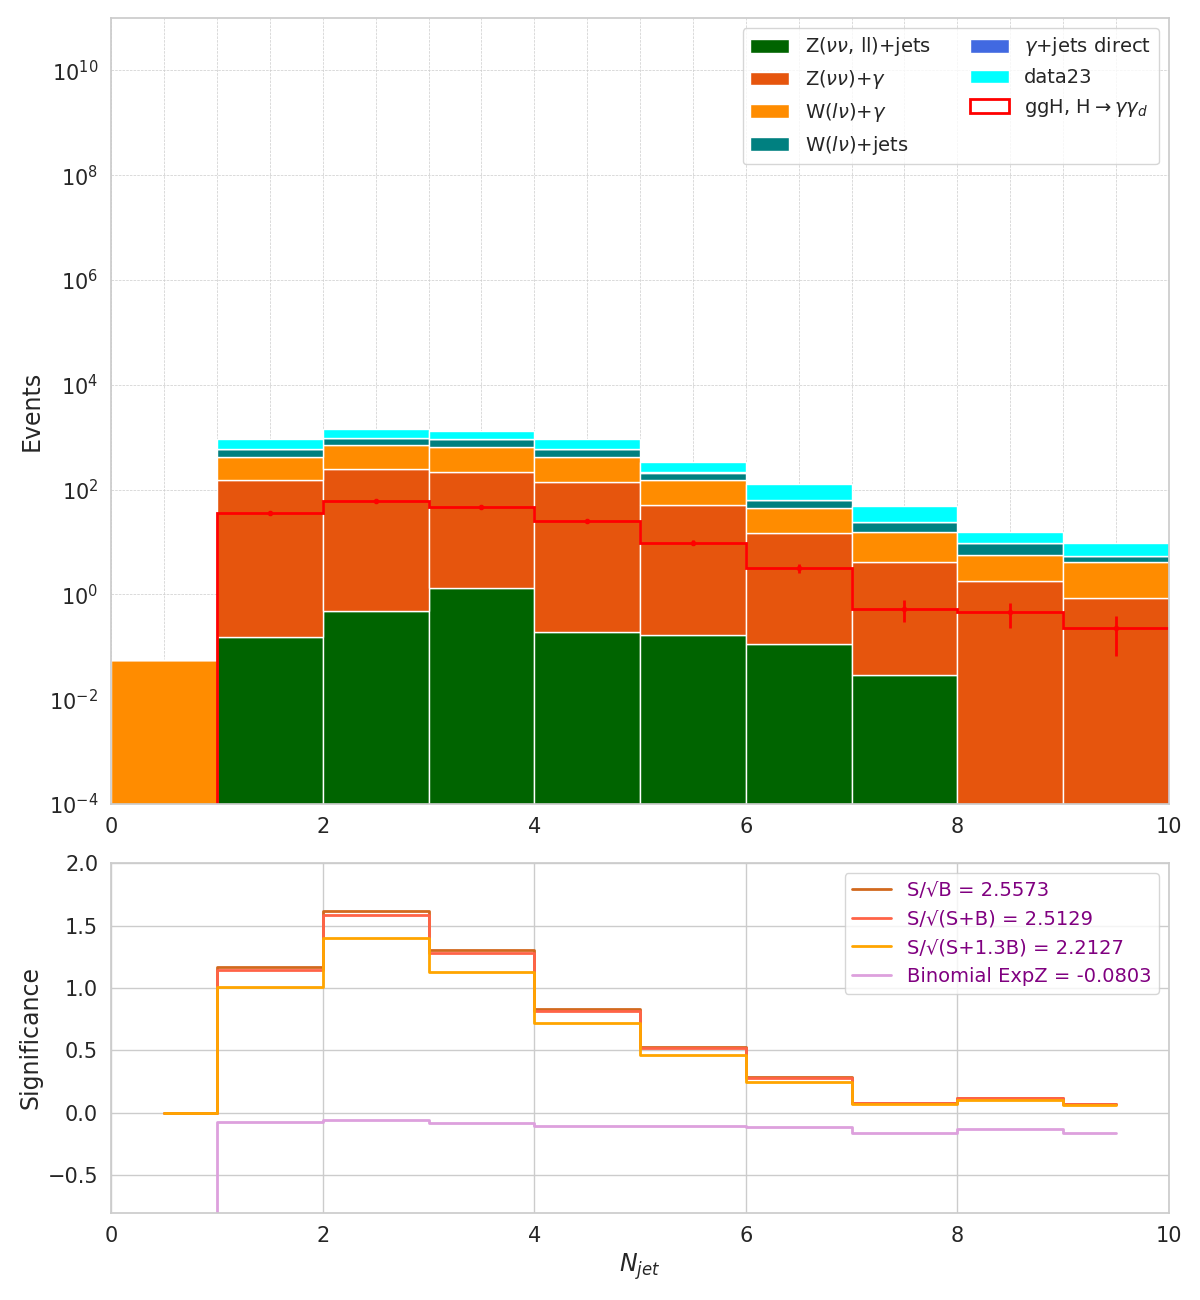 Z(νν, ll)+jets
Z(νν)+γ
W(lν)+γ
W(lν)+jets
γ+jets direct
data23
ggH, H→γγ_d
Events
10^10
10^8
10^6
10^4
10^2
10^0
10^−2
10^−4
0 2 4 6 8 10
S/√B = 2.5573
S/√(S+B) = 2.5129
S/√(S+1.3B) = 2.2127
Binomial ExpZ = -0.0803
Significance
2.0
1.5
1.0
0.5
0.0
−0.5
0 2 4 6 8 10
N_jet